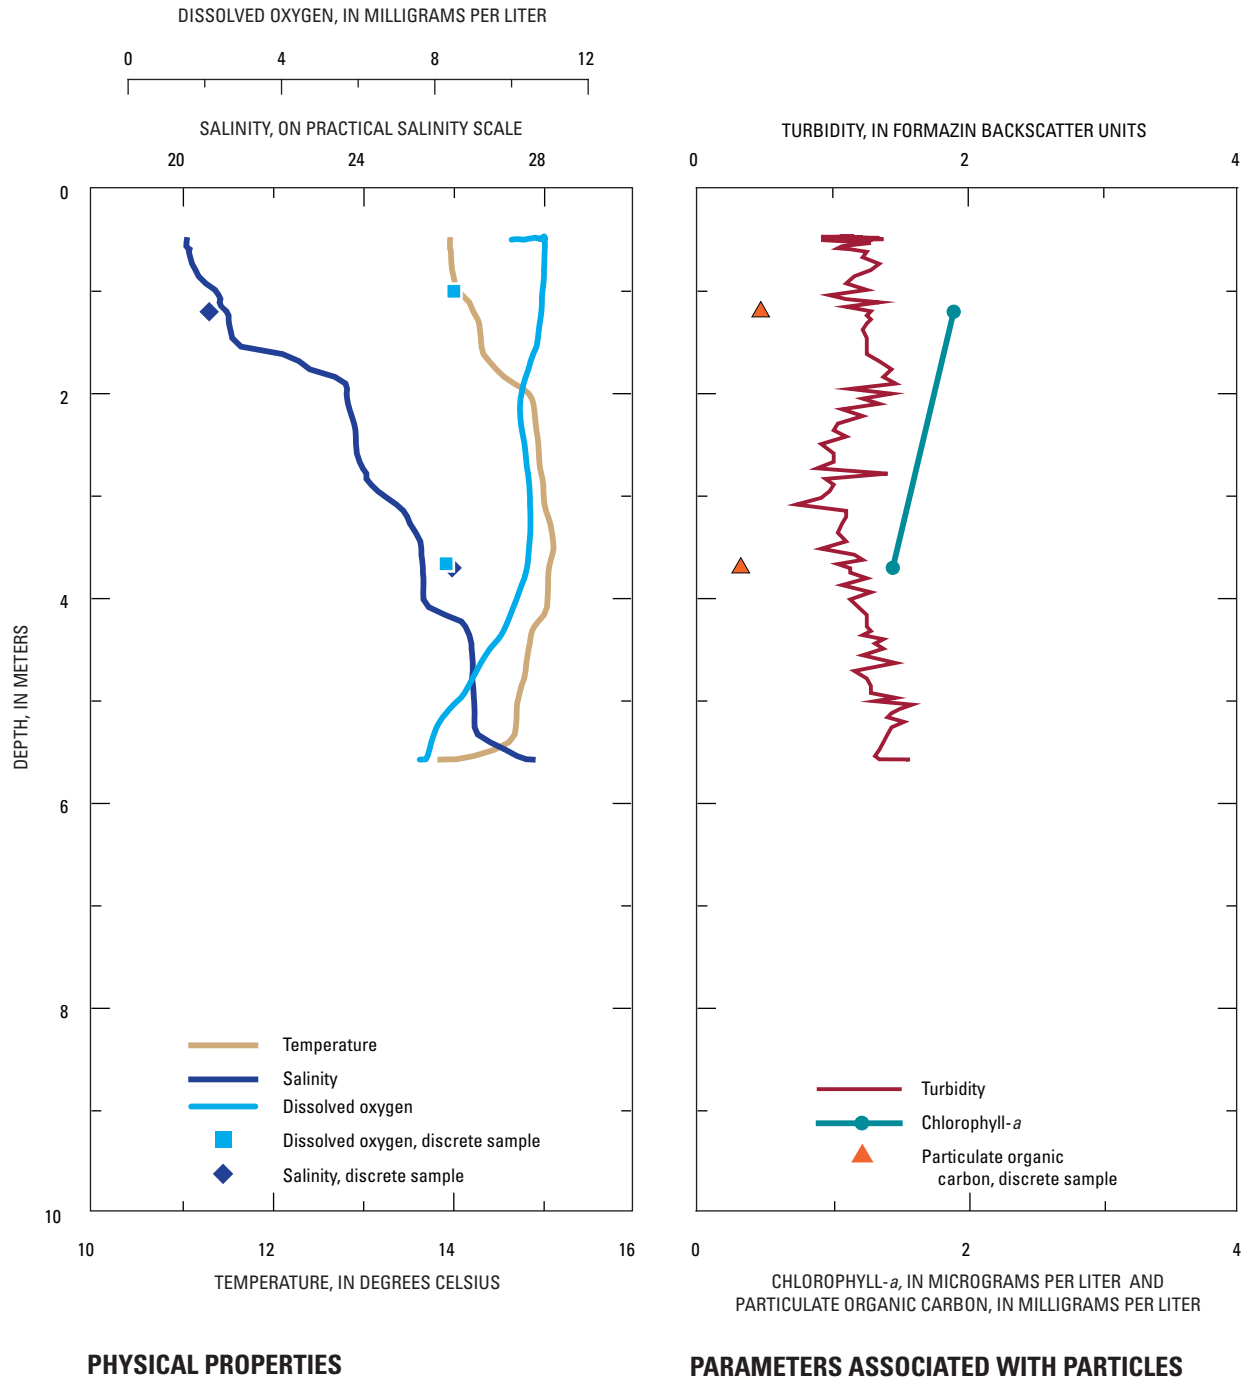 DISSOLVED OXYGEN, IN MILLIGRAMS PER LITER
0 4 8 12
SALINITY, ON PRACTICAL SALINITY SCALE
20 24 28
0
2
4
6
8
10
DEPTH, IN METERS
Temperature
Salinity
Dissolved oxygen
Dissolved oxygen, discrete sample
Salinity, discrete sample
10 12 14 16
TEMPERATURE, IN DEGREES CELSIUS
PHYSICAL PROPERTIES
TURBIDITY, IN FORMAZIN BACKSCATTER UNITS
0 2 4
Turbidity
Chlorophyll-a
Particulate organic
carbon, discrete sample
0 2 4
CHLOROPHYLL-a, IN MICROGRAMS PER LITER AND
PARTICULATE ORGANIC CARBON, IN MILLIGRAMS PER LITER
PARAMETERS ASSOCIATED WITH PARTICLES